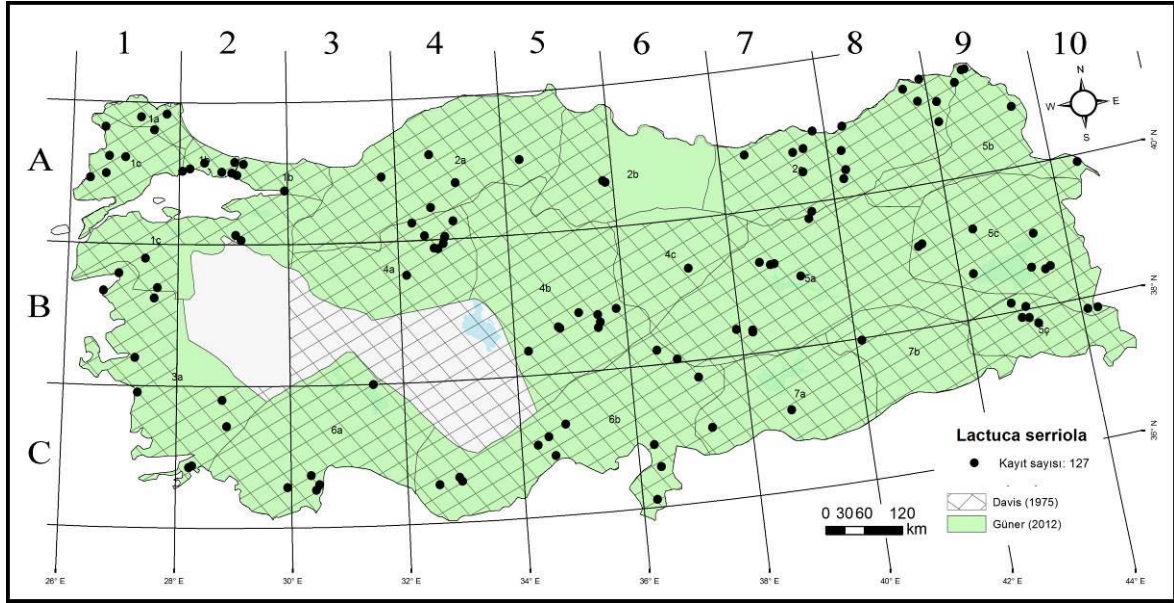 1 2 3 4 5 6 7 8 9 10
N
W E
S
A
B
C
1a
1c
1b
1b
2a
2b
5b
40° N
1c
4a
4c
5c
5a
4b
38° N
5ç
7b
3a
7a
6b
6a
36° N
Lactuca serriola
Kayıt sayısı: 127
Davis (1975)
Güner (2012)
0 30 60 120
km
26° E 28° E 30° E 32° E 34° E 36° E 38° E 40° E 42° E 44° E